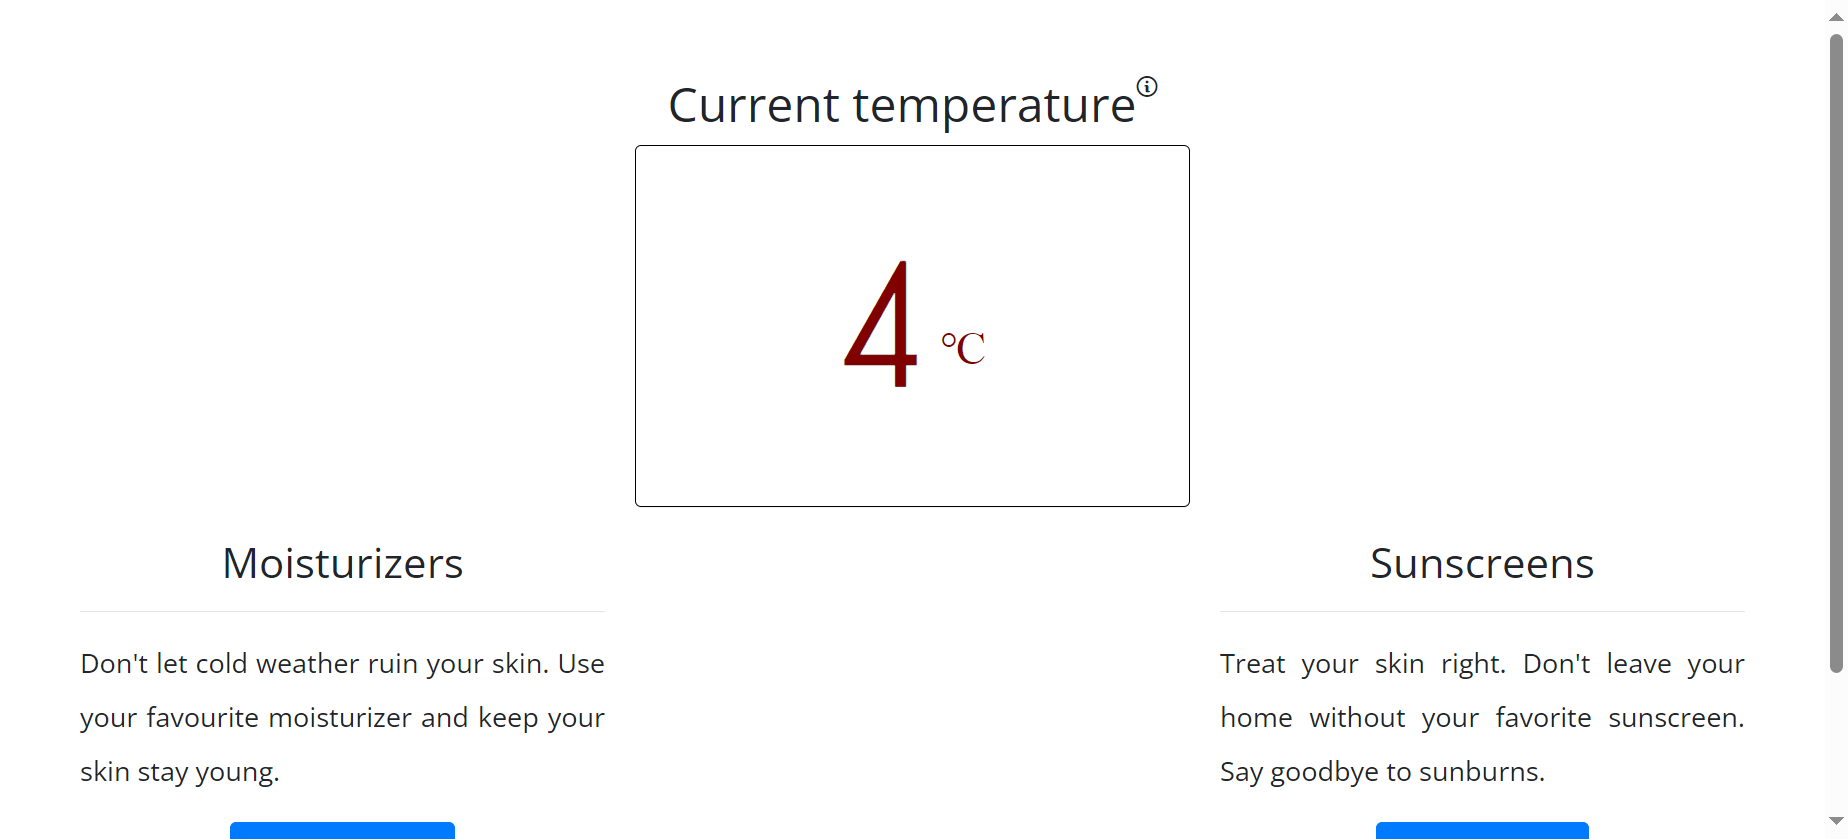 Current temperature
4 ℃
Moisturizers
Don't let cold weather ruin your skin. Use
your favourite moisturizer and keep your
skin stay young.
Sunscreens
Treat your skin right. Don't leave your
home without your favorite sunscreen.
Say goodbye to sunburns.